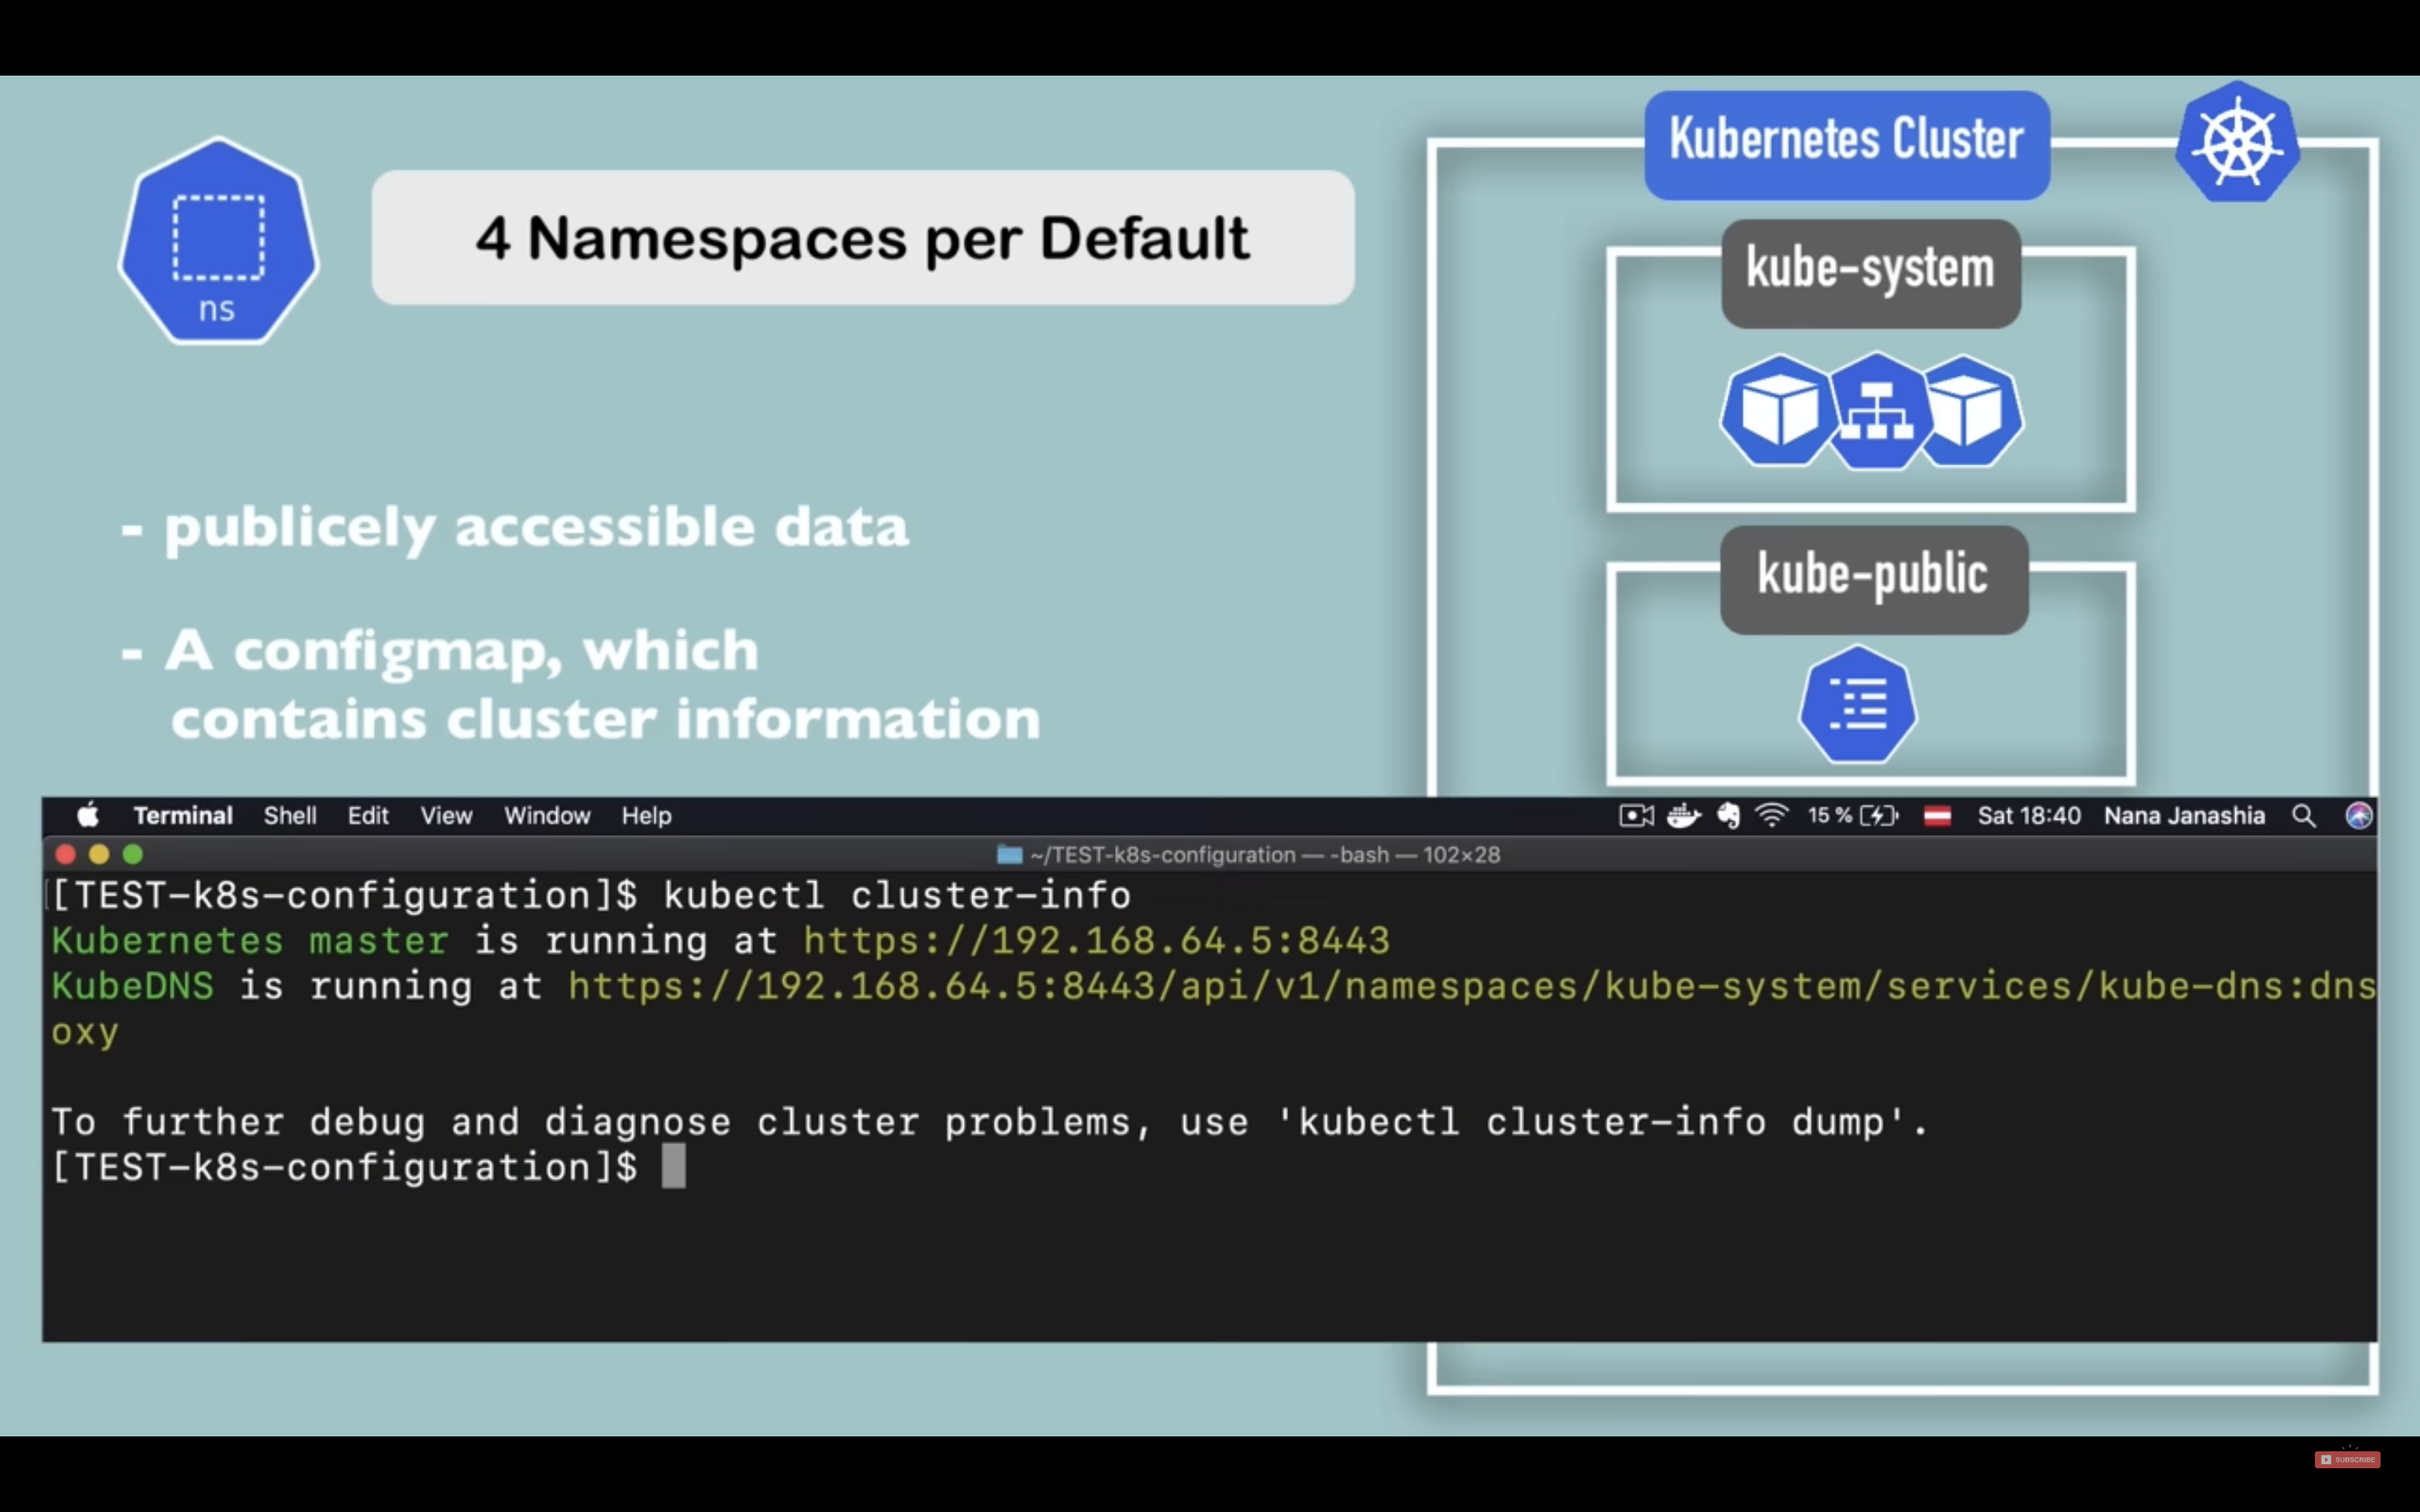 Kubernetes Cluster
ns
4 Namespaces per Default
kube-system
- publicely accessible data
kube-public
- A configmap, which
contains cluster information
Terminal Shell Edit View Window Help 15 % Sat 18:40 Nana Janashia
~/TEST-k8s-configuration — -bash — 102×28
[[TEST-k8s-configuration]$ kubectl cluster-info
Kubernetes master is running at https://192.168.64.5:8443
KubeDNS is running at https://192.168.64.5:8443/api/v1/namespaces/kube-system/services/kube-dns:dns
oxy
To further debug and diagnose cluster problems, use 'kubectl cluster-info dump'.
[TEST-k8s-configuration]$
SUBSCRIBE